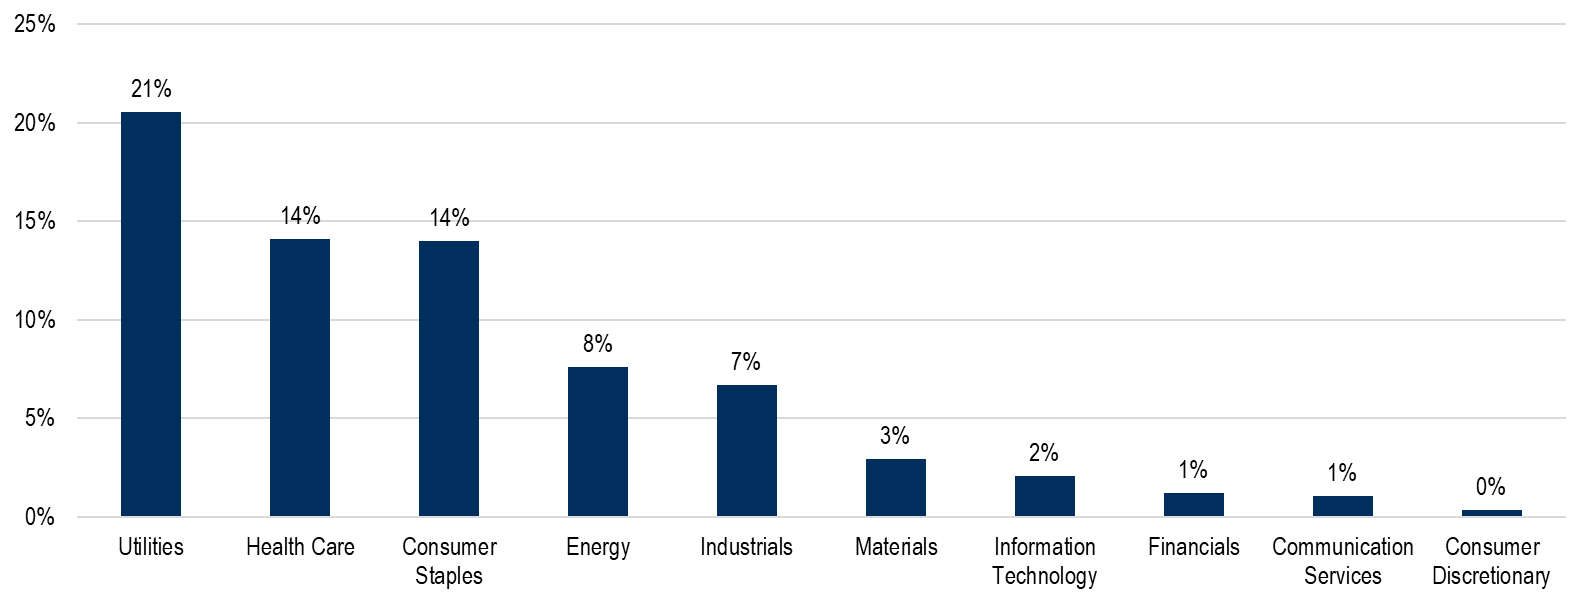 25%
20%
15%
10%
5%
0%
21%
14%
14%
8%
7%
3%
2%
1%
1%
0%
Utilities
Health Care
Consumer
Staples
Energy
Industrials
Materials
Information
Technology
Financials
Communication
Services
Consumer
Discretionary